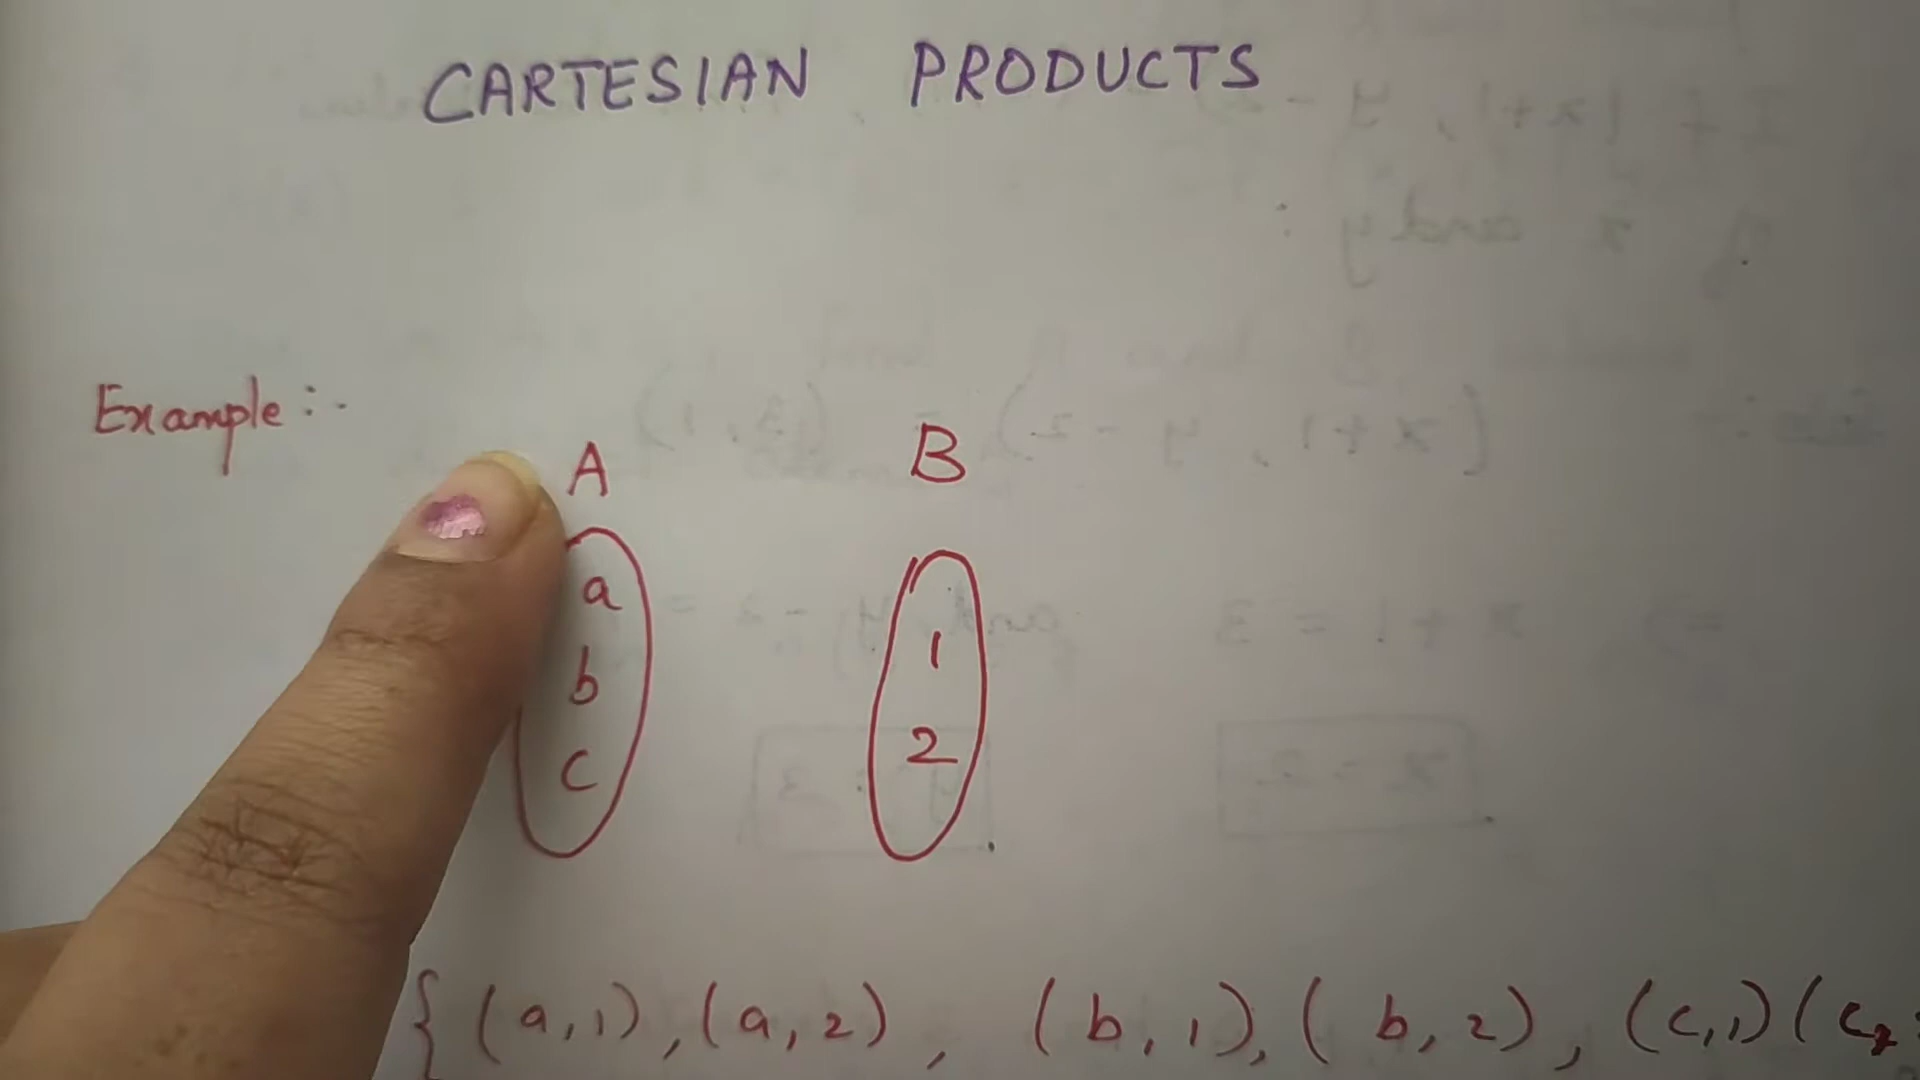 CARTESIAN PRODUCTS
Example :-
A B
a
b
c
1
2
{ (a,1), (a,2), (b,1), (b,2), (c,1) (c,